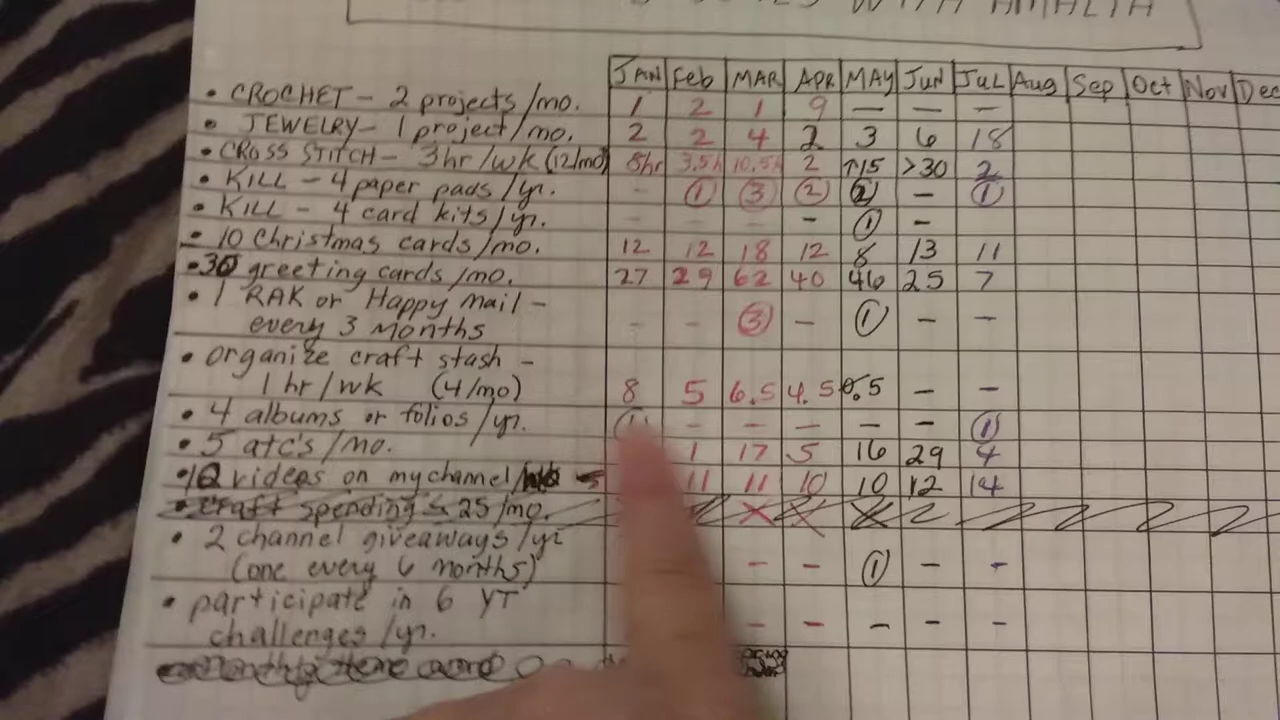 WITH AMALIA
JAN Feb MAR APR MAY Jun Jul Aug Sep Oct Nov Dec
• CROCHET - 2 projects/mo. 1 2 1 9 — — —
• JEWELRY - 1 project/mo. 2 2 4 2 3 6 18
• CROSS STITCH - 3hr/wk (12/mo) 8hr 3.5h 10.5h 2 ↑15 >30 2
• KILL - 4 paper pads/yr. - 1 3 2 2 - 1
• KILL - 4 card kits/yr. - - - - 1 -
- 10 Christmas cards/mo. 12 12 18 12 8 13 11
• 30 greeting cards/mo. 27 29 62 40 46 25 7
• 1 RAK or Happy Mail -
every 3 months - - 3 - 1 - -
• organize craft stash -
1 hr/wk (4/mo) 8 5 6.5 4.5 0.5 - -
• 4 albums or folios/yr. 1 - - - - - 1
• 5 atc's/mo. 1 17 5 16 29 4
• 10 videos on my channel/ 11 11 10 10 12 14
• craft spending ≤ 25/mo. X X X
• 2 channel giveaways/yr
(one every 6 months) - - 1 - -
• participate in 6 YT
challenges/yr. - - - - -